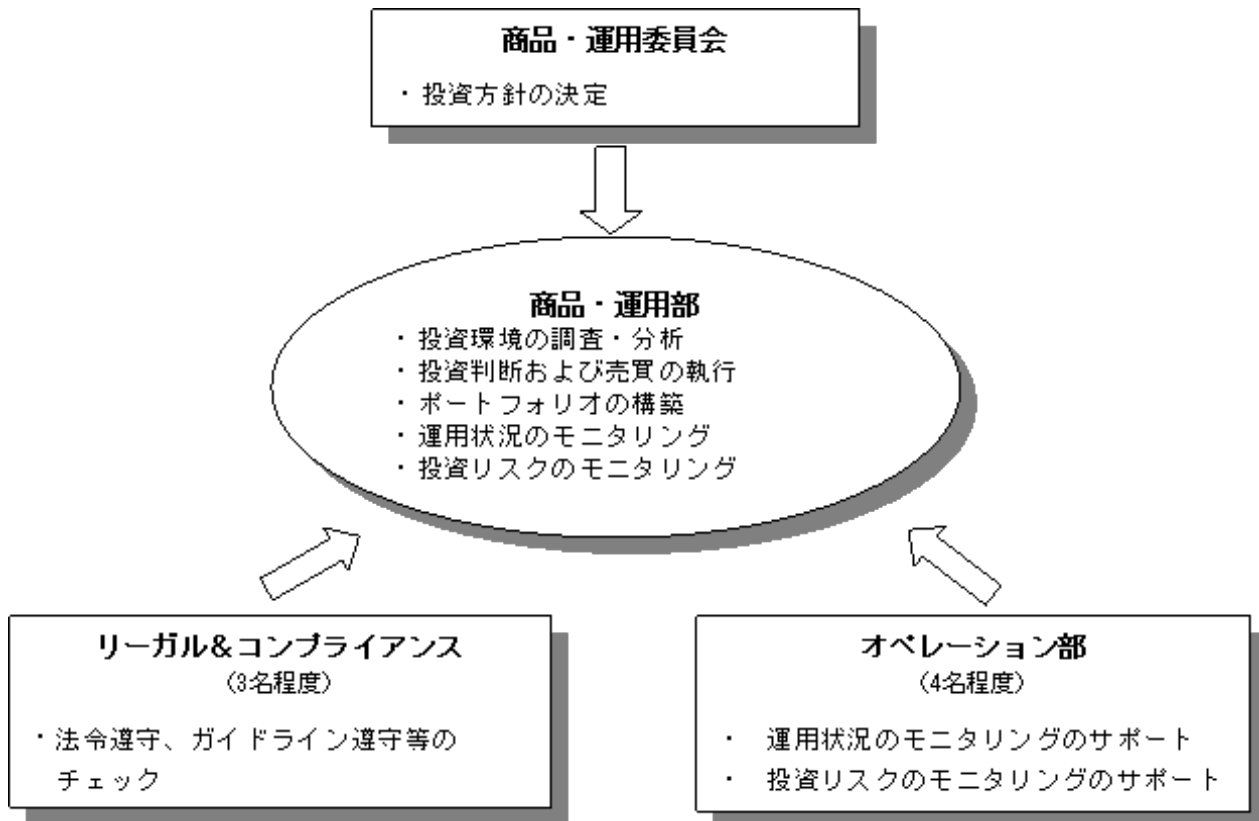 商品・運用委員会
・投資方針の決定
商品・運用部
・投資環境の調査・分析
・投資判断および売買の執行
・ポートフォリオの構築
・運用状況のモニタリング
・投資リスクのモニタリング
リーガル＆コンプライアンス
(3名程度)
・法令遵守、ガイドライン遵守等の
チェック
オペレーション部
(4名程度)
・ 運用状況のモニタリングのサポート
・ 投資リスクのモニタリングのサポート